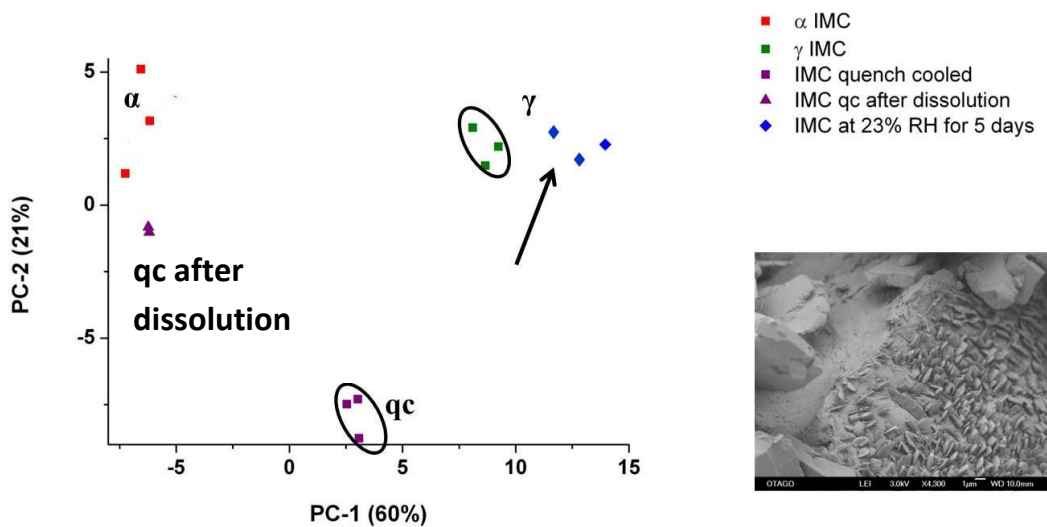 α IMC
γ IMC
IMC quench cooled
IMC qc after dissolution
IMC at 23% RH for 5 days
5
0
-5
PC-2 (21%)
α
γ
qc after
dissolution
qc
-5
0
5
10
15
PC-1 (60%)
OTAGO LEI 3.0kV X4,300 1μm WD 10.0mm